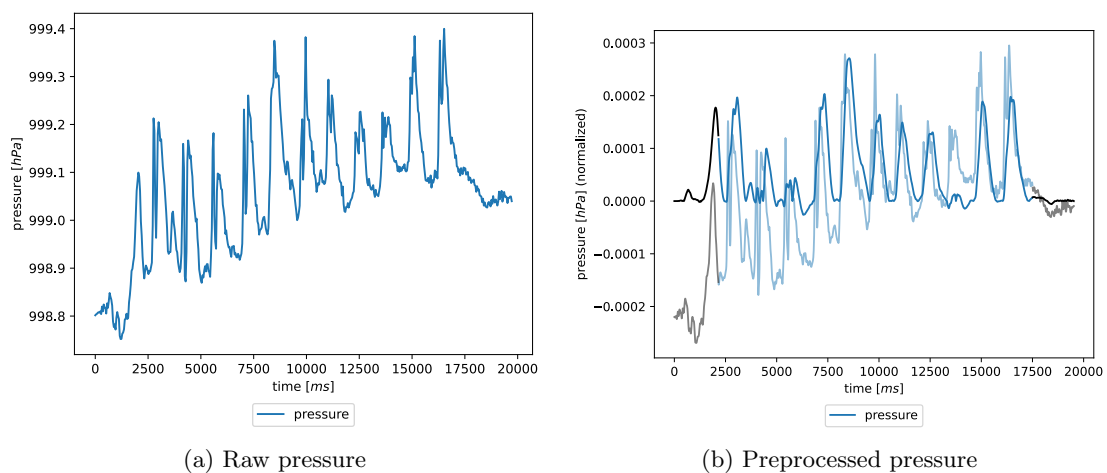 999.4
999.3
999.2
999.1
999.0
998.9
998.8
pressure [hPa]
0 2500 5000 7500 10000 12500 15000 17500 20000
time [ms]
pressure
(a) Raw pressure
0.0003
0.0002
0.0001
0.0000
−0.0001
−0.0002
pressure [hPa] (normalized)
0 2500 5000 7500 10000 12500 15000 17500 20000
time [ms]
pressure
(b) Preprocessed pressure